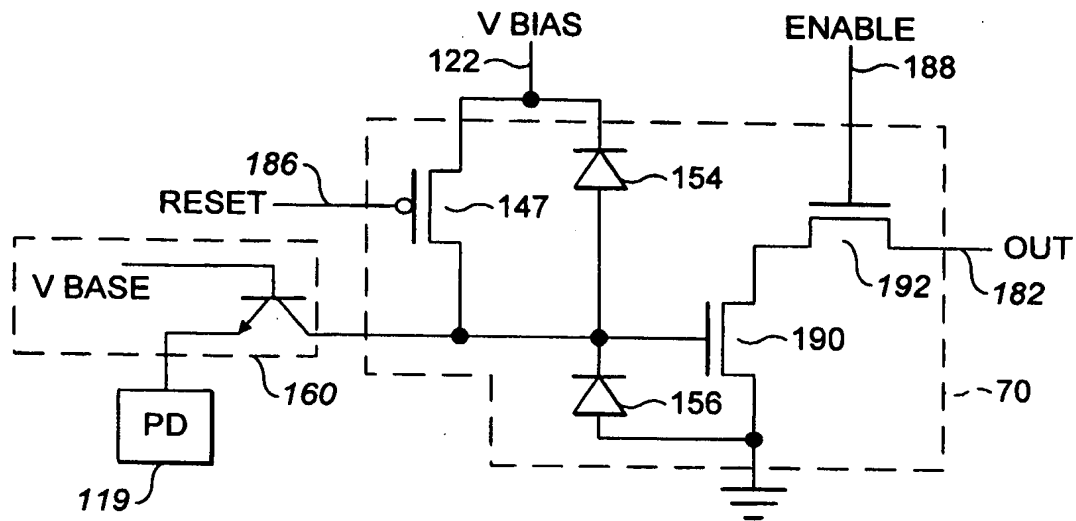 V BIAS
122
ENABLE
188
186
RESET
147
154
V BASE
192
OUT
182
190
160
156
70
PD
119